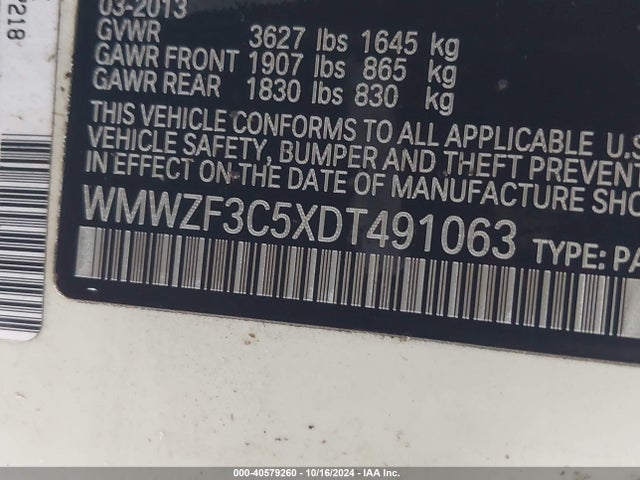 03-2013
GVWR 3627 lbs 1645 kg
GAWR FRONT 1907 lbs 865 kg
GAWR REAR 1830 lbs 830 kg
THIS VEHICLE CONFORMS TO ALL APPLICABLE U.S
VEHICLE SAFETY, BUMPER AND THEFT PREVENT
IN EFFECT ON THE DATE OF MANUFACTURE SHO
WMWZF3C5XDT491063 TYPE: PA
218
000-40579260 - 10/16/2024 - IAA Inc.